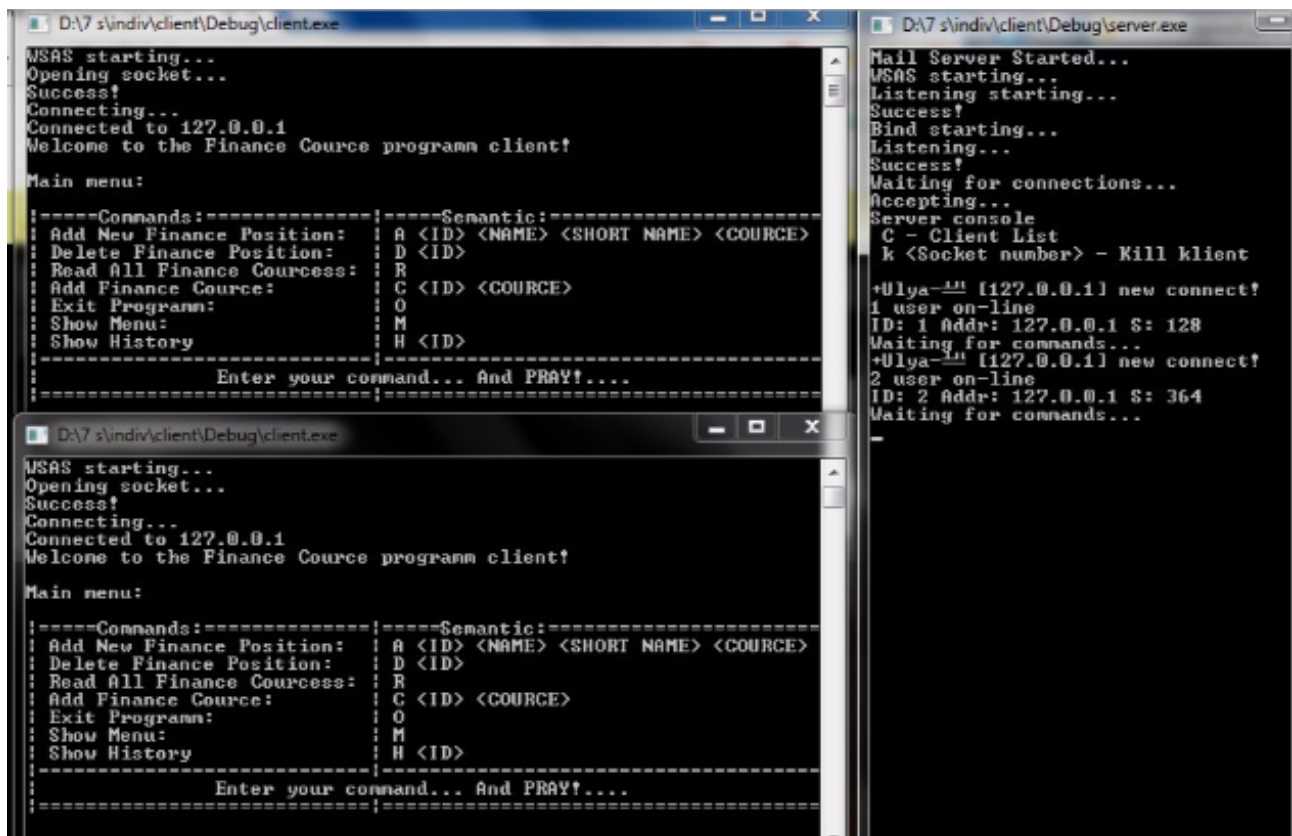 D:\7 s\indiv\client\Debug\client.exe
WSAS starting...
Opening socket...
Success!
Connecting...
Connected to 127.0.0.1
Welcome to the Finance Cource programm client!
Main menu:
|=====Commands:===============|=====Semantic:=========================
| Add New Finance Position: | A <ID> <NAME> <SHORT NAME> <COURCE>
| Delete Finance Position: | D <ID>
| Read All Finance Courcess: | R
| Add Finance Cource: | C <ID> <COURCE>
| Exit Programm: | O
| Show Menu: | M
| Show History | H <ID>
Enter your command... And PRAY!....
D:\7 s\indiv\client\Debug\client.exe
WSAS starting...
Opening socket...
Success!
Connecting...
Connected to 127.0.0.1
Welcome to the Finance Cource programm client!
Main menu:
|=====Commands:===============|=====Semantic:=========================
| Add New Finance Position: | A <ID> <NAME> <SHORT NAME> <COURCE>
| Delete Finance Position: | D <ID>
| Read All Finance Courcess: | R
| Add Finance Cource: | C <ID> <COURCE>
| Exit Programm: | O
| Show Menu: | M
| Show History | H <ID>
Enter your command... And PRAY!....
D:\7 s\indiv\client\Debug\server.exe
Mail Server Started...
WSAS starting...
Listening starting...
Success!
Bind starting...
Listening...
Success!
Waiting for connections...
Accepting...
Server console
C - Client List
k <Socket number> - Kill klient
+Ulya- [127.0.0.1] new connect!
1 user on-line
ID: 1 Addr: 127.0.0.1 S: 128
Waiting for commands...
+Ulya- [127.0.0.1] new connect!
2 user on-line
ID: 2 Addr: 127.0.0.1 S: 364
Waiting for commands...